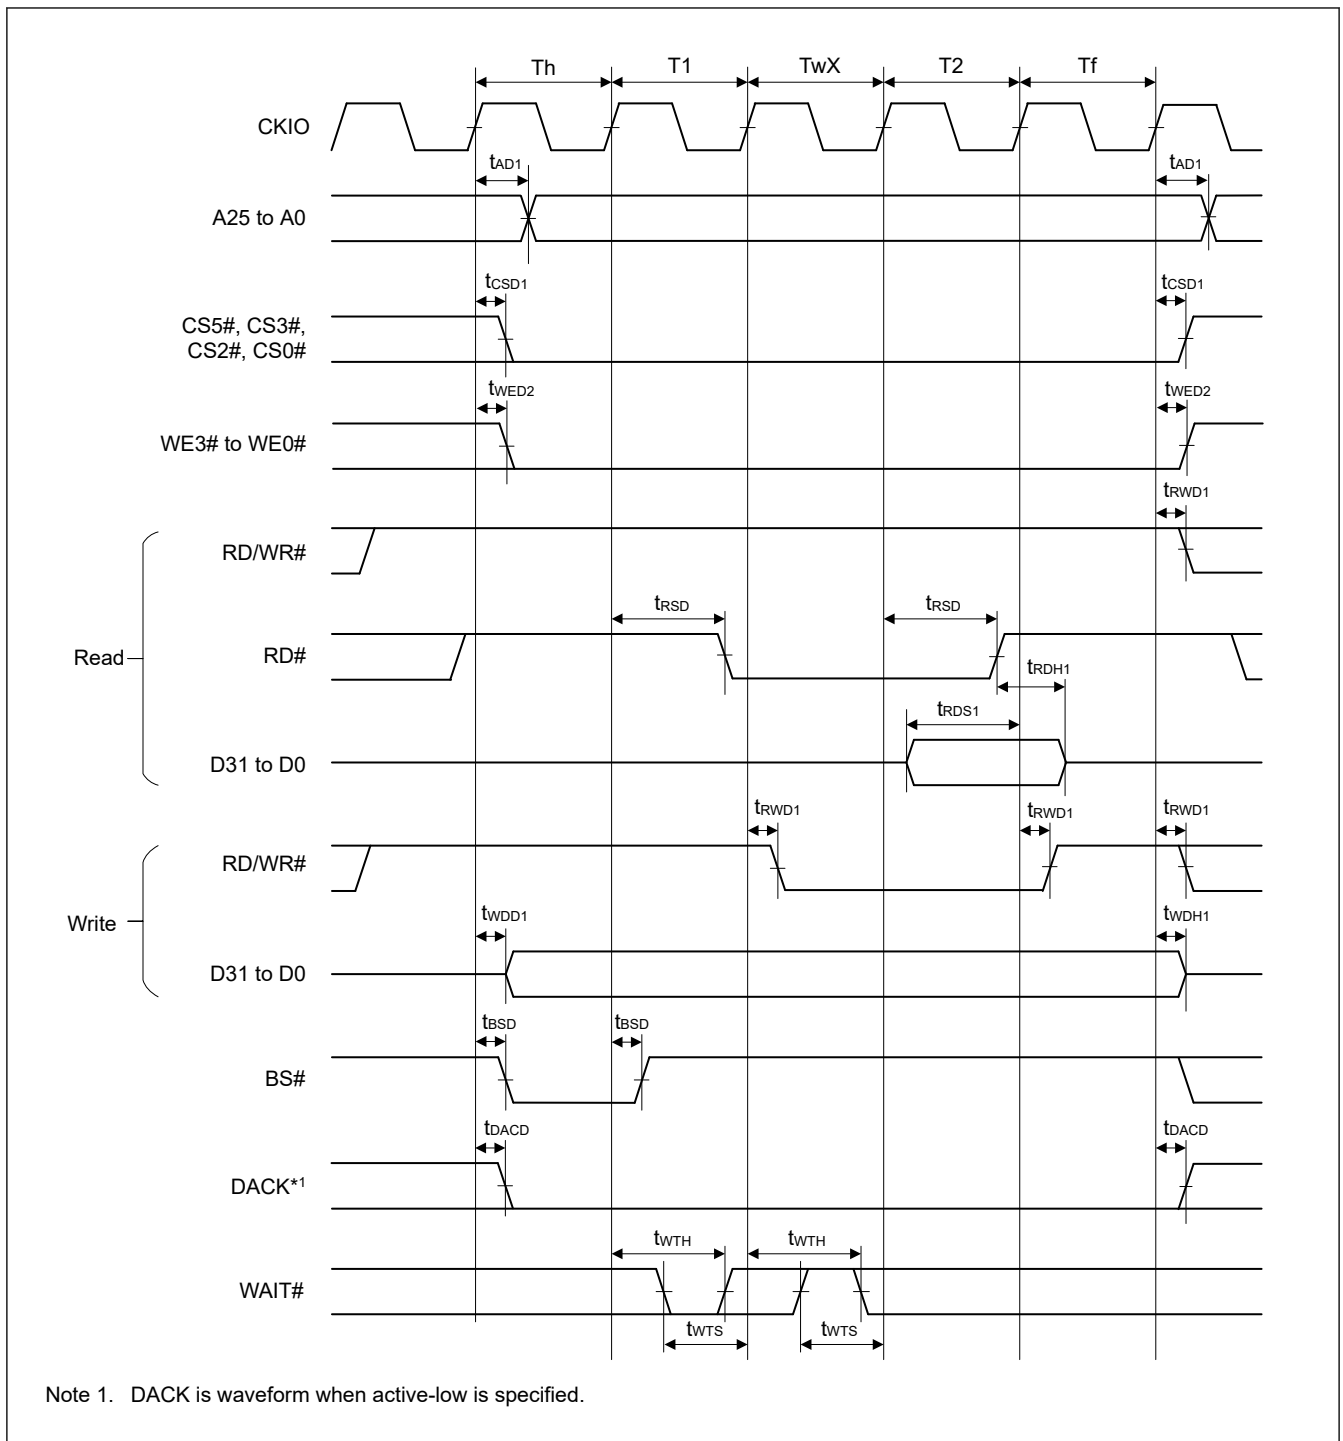 Th T1 TwX T2 Tf
CKIO
tAD1 tAD1
A25 to A0
tCSD1 tCSD1
CS5#, CS3#,
CS2#, CS0#
tWED2 tWED2
WE3# to WE0#
tRWD1
RD/WR#
tRSD tRSD
Read RD#
tRDH1
tRDS1
D31 to D0
tRWD1 tRWD1 tRWD1
RD/WR#
Write
tWDD1 tWDH1
D31 to D0
tBSD tBSD
BS#
tDACD tDACD
DACK*1
tWTH tWTH
WAIT#
tWTS tWTS
Note 1. DACK is waveform when active-low is specified.